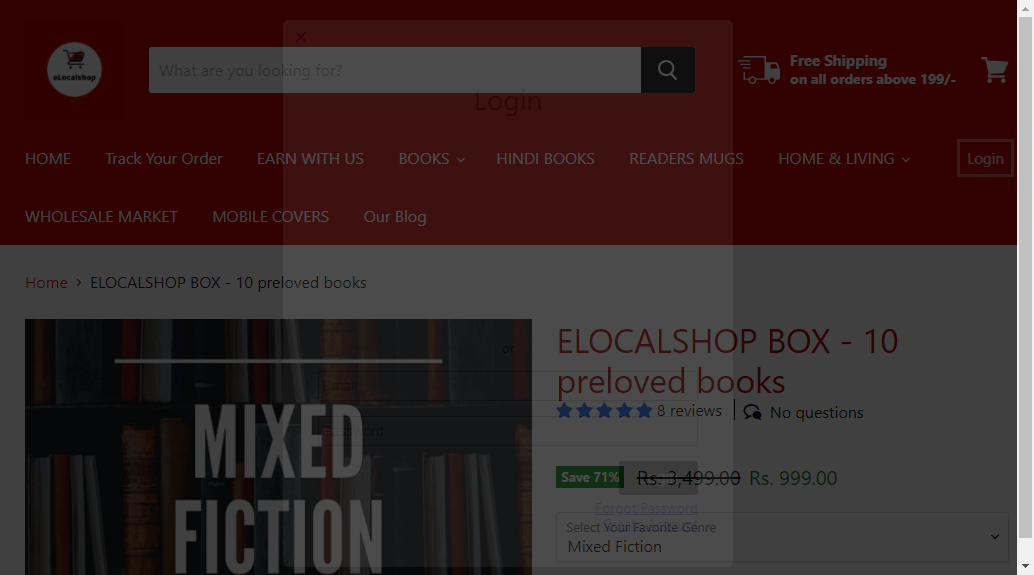 eLocalshop
What are you looking for?
Free Shipping
on all orders above 199/-
Login
HOME
Track Your Order
EARN WITH US
BOOKS
HINDI BOOKS
READERS MUGS
HOME & LIVING
Login
WHOLESALE MARKET
MOBILE COVERS
Our Blog
Home > ELOCALSHOP BOX - 10 preloved books
ELOCALSHOP BOX - 10
preloved books
or
Email
Password
8 reviews
No questions
MIXED
FICTION
Save 71%
Rs. 3,499.00
Rs. 999.00
Forgot Password
Select Your Favorite Genre
Mixed Fiction